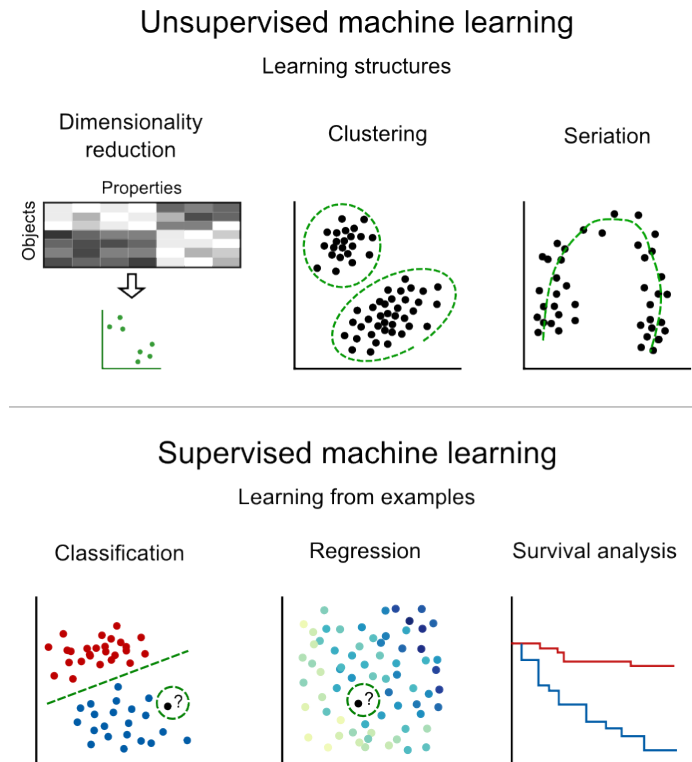 Unsupervised machine learning
Learning structures
Dimensionality
reduction
Properties
Objects
Clustering
Seriation
Supervised machine learning
Learning from examples
Classification
?
Regression
?
Survival analysis